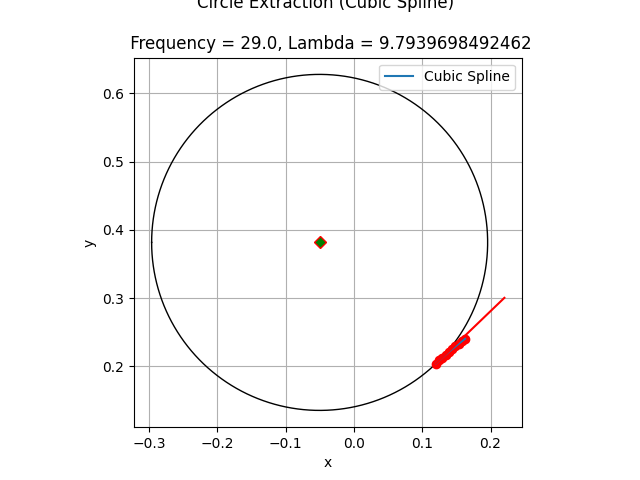 Circle Extraction (Cubic Spline)
Frequency = 29.0, Lambda = 9.7939698492462
Cubic Spline
0.6
0.5
0.4
0.3
0.2
y
−0.3
−0.2
−0.1
0.0
0.1
0.2
x